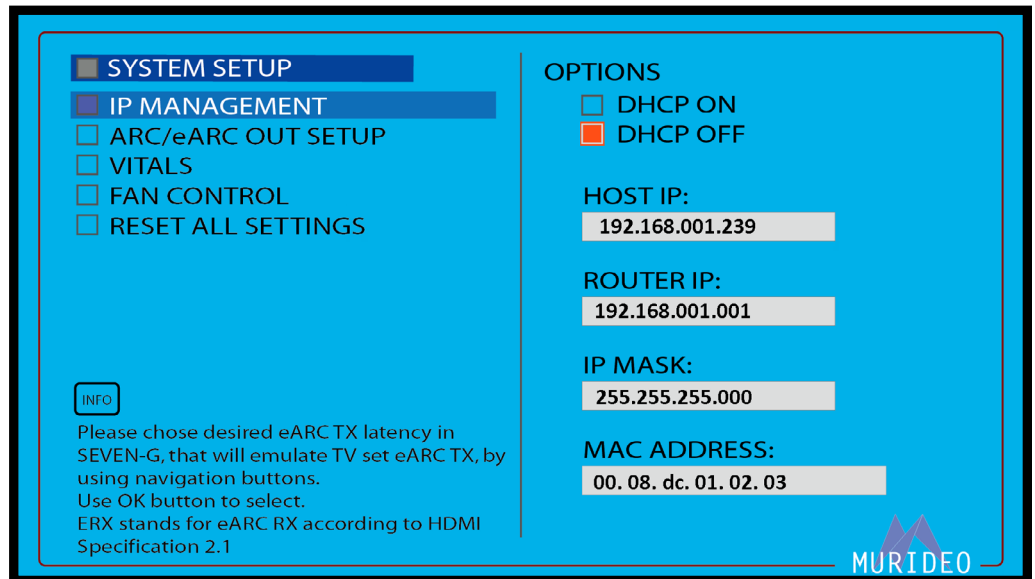 SYSTEM SETUP
IP MANAGEMENT
ARC/eARC OUT SETUP
VITALS
FAN CONTROL
RESET ALL SETTINGS
INFO
Please chose desired eARC TX latency in
SEVEN-G, that will emulate TV set eARC TX, by
using navigation buttons.
Use OK button to select.
ERX stands for eARC RX according to HDMI
Specification 2.1
OPTIONS
DHCP ON
DHCP OFF
HOST IP:
192.168.001.239
ROUTER IP:
192.168.001.001
IP MASK:
255.255.255.000
MAC ADDRESS:
00. 08. dc. 01. 02. 03
MURIDEO